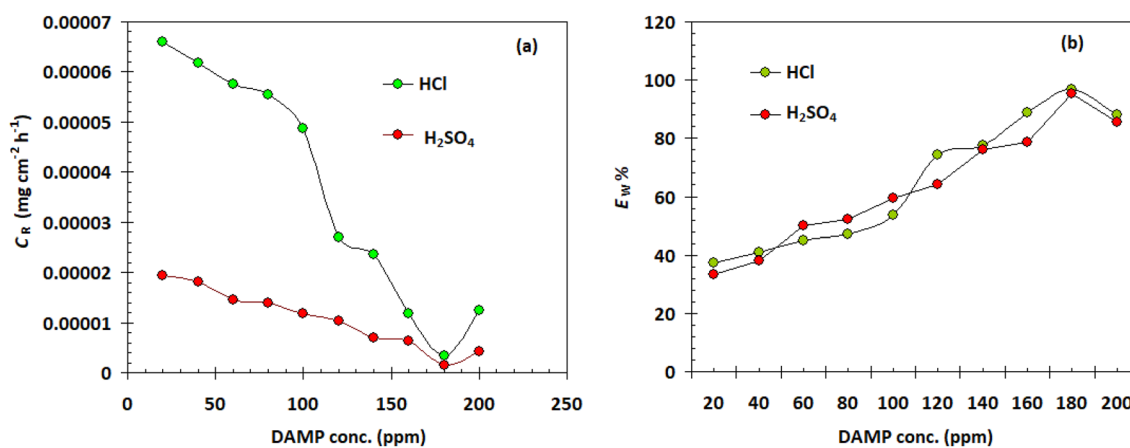 0.00007
0.00006
0.00005
0.00004
0.00003
0.00002
0.00001
0
0 50 100 150 200 250
C R (mg cm-2 h-1)
DAMP conc. (ppm)
(a)
HCl
H2SO4
120
100
80
60
40
20
0
20 40 60 80 100 120 140 160 180 200
E W %
DAMP conc. (ppm)
(b)
HCl
H2SO4